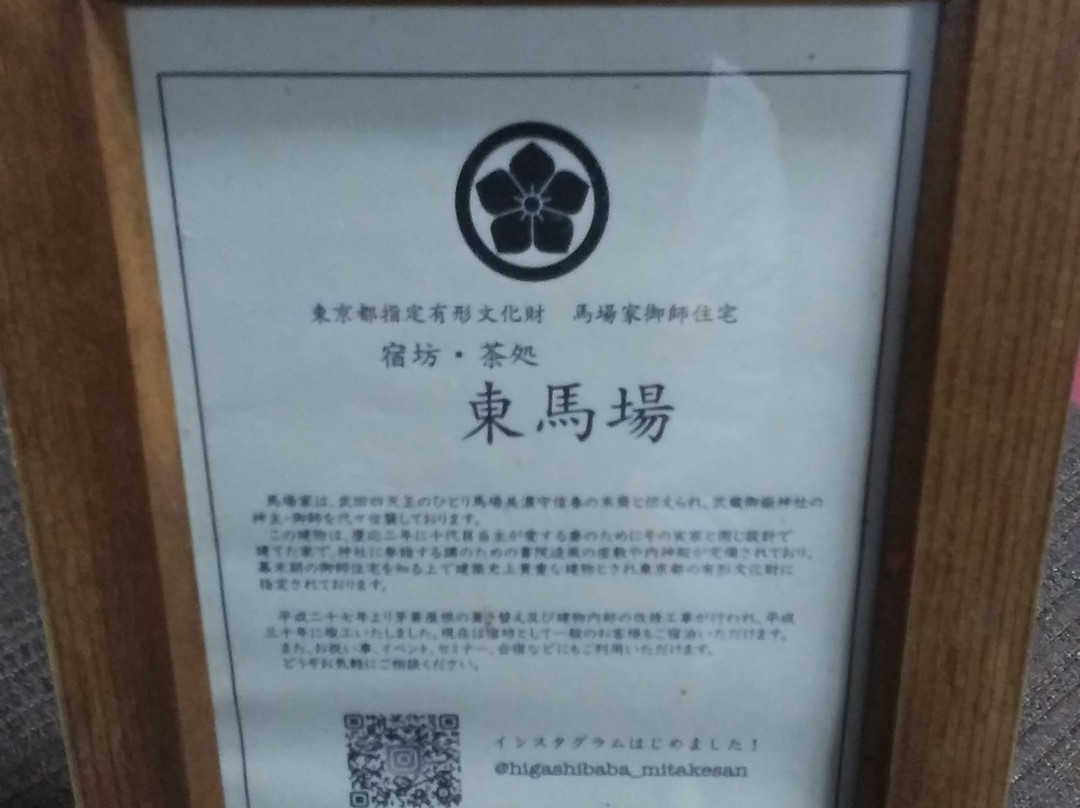 東京都指定有形文化財　馬場家御師住宅
宿坊・茶処
東馬場
馬場家は、武田四天王のひとり馬場美濃守信春の末裔と伝えられ、武蔵御嶽神社の
神主・御師を代々世襲しております。
この建物は、慶応二年に十代目当主が愛する妻のためにその実家と同じ設計で
建てた家で、神社に参詣する講のための書院造風の座敷や内神殿が完備されており、
幕末期の御師住宅を知る上で建築史上貴重な建物とされ東京都の有形文化財に
指定されております。
平成二十七年より茅葺屋根の葺き替え及び建物内部の改修工事が行われ、平成
三十年に竣工いたしました。現在は宿坊として一般のお客様もご宿泊いただけます。
また、お祝い事、イベント、セミナー、合宿などにもご利用いただけます。
どうぞお気軽にご相談ください。
インスタグラムはじめました！
@higashibaba_mitakesan